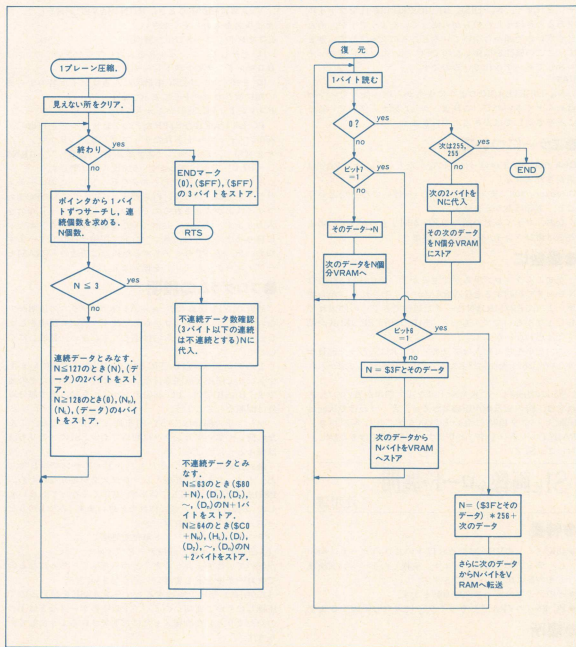 1プレーン圧縮.
見えない所をクリア.
終わり
yes
no
ENDマーク
(0), ($FF), ($FF)
の3バイトをストア.
RTS
ポインタから1バイ
トずつサーチし, 連
続個数を求める.
N個数.
N ≦ 3
yes
no
不連続データ数確認
(3バイト以下の連続
は不連続とする) Nに
代入.
連続データとみなす.
N≦127のとき(N), (デ
ータ)の2バイトをスト
ア.
N≧128のとき(0), (NH),
(NL), (データ)の4バ
イトをストア.
不連続データとみ
なす.
N≦63のとき($80
+N), (D1), (D2),
〜, (Dn)のN+1バ
イトをストア.
N≧64のとき($C0
+NH), (HL), (D1),
(D2), 〜, (Dn)のN
+2バイトをストア.
復 元
1バイト読む
0?
yes
no
次は255,
255
yes
no
END
次の2バイトを
Nに代入
その次のデータ
をN個分VRAM
にストア
ビット7
=1
yes
no
そのデータ→N
次のデータをN個
分VRAMへ
ビット6
=1
yes
no
N = $3Fとそのデータ
次のデータから
NバイトをVRAM
へストア
N= ($3Fとその
データ) *256+
次のデータ
さらに次のデータ
からNバイトをV
RAMへ転送